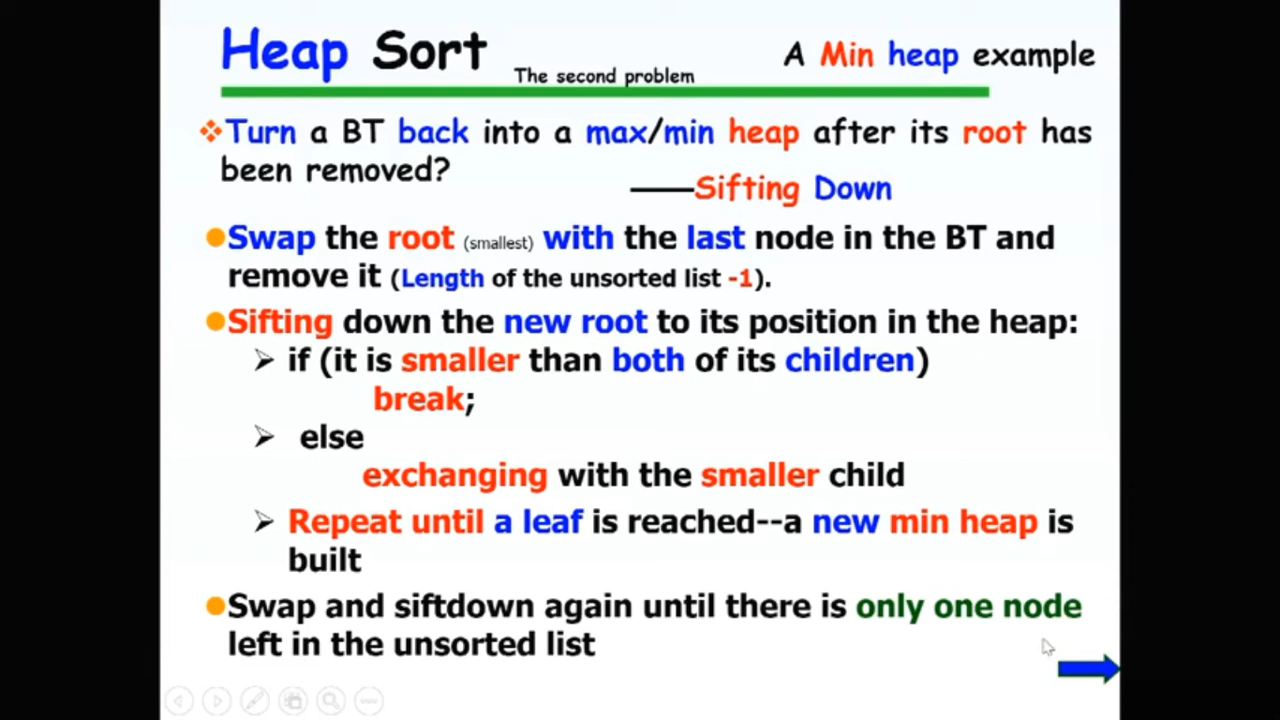 Heap Sort The second problem A Min heap example
Turn a BT back into a max/min heap after its root has
been removed?
——Sifting Down
Swap the root (smallest) with the last node in the BT and
remove it (Length of the unsorted list -1).
Sifting down the new root to its position in the heap:
if (it is smaller than both of its children)
break;
else
exchanging with the smaller child
Repeat until a leaf is reached--a new min heap is
built
Swap and siftdown again until there is only one node
left in the unsorted list